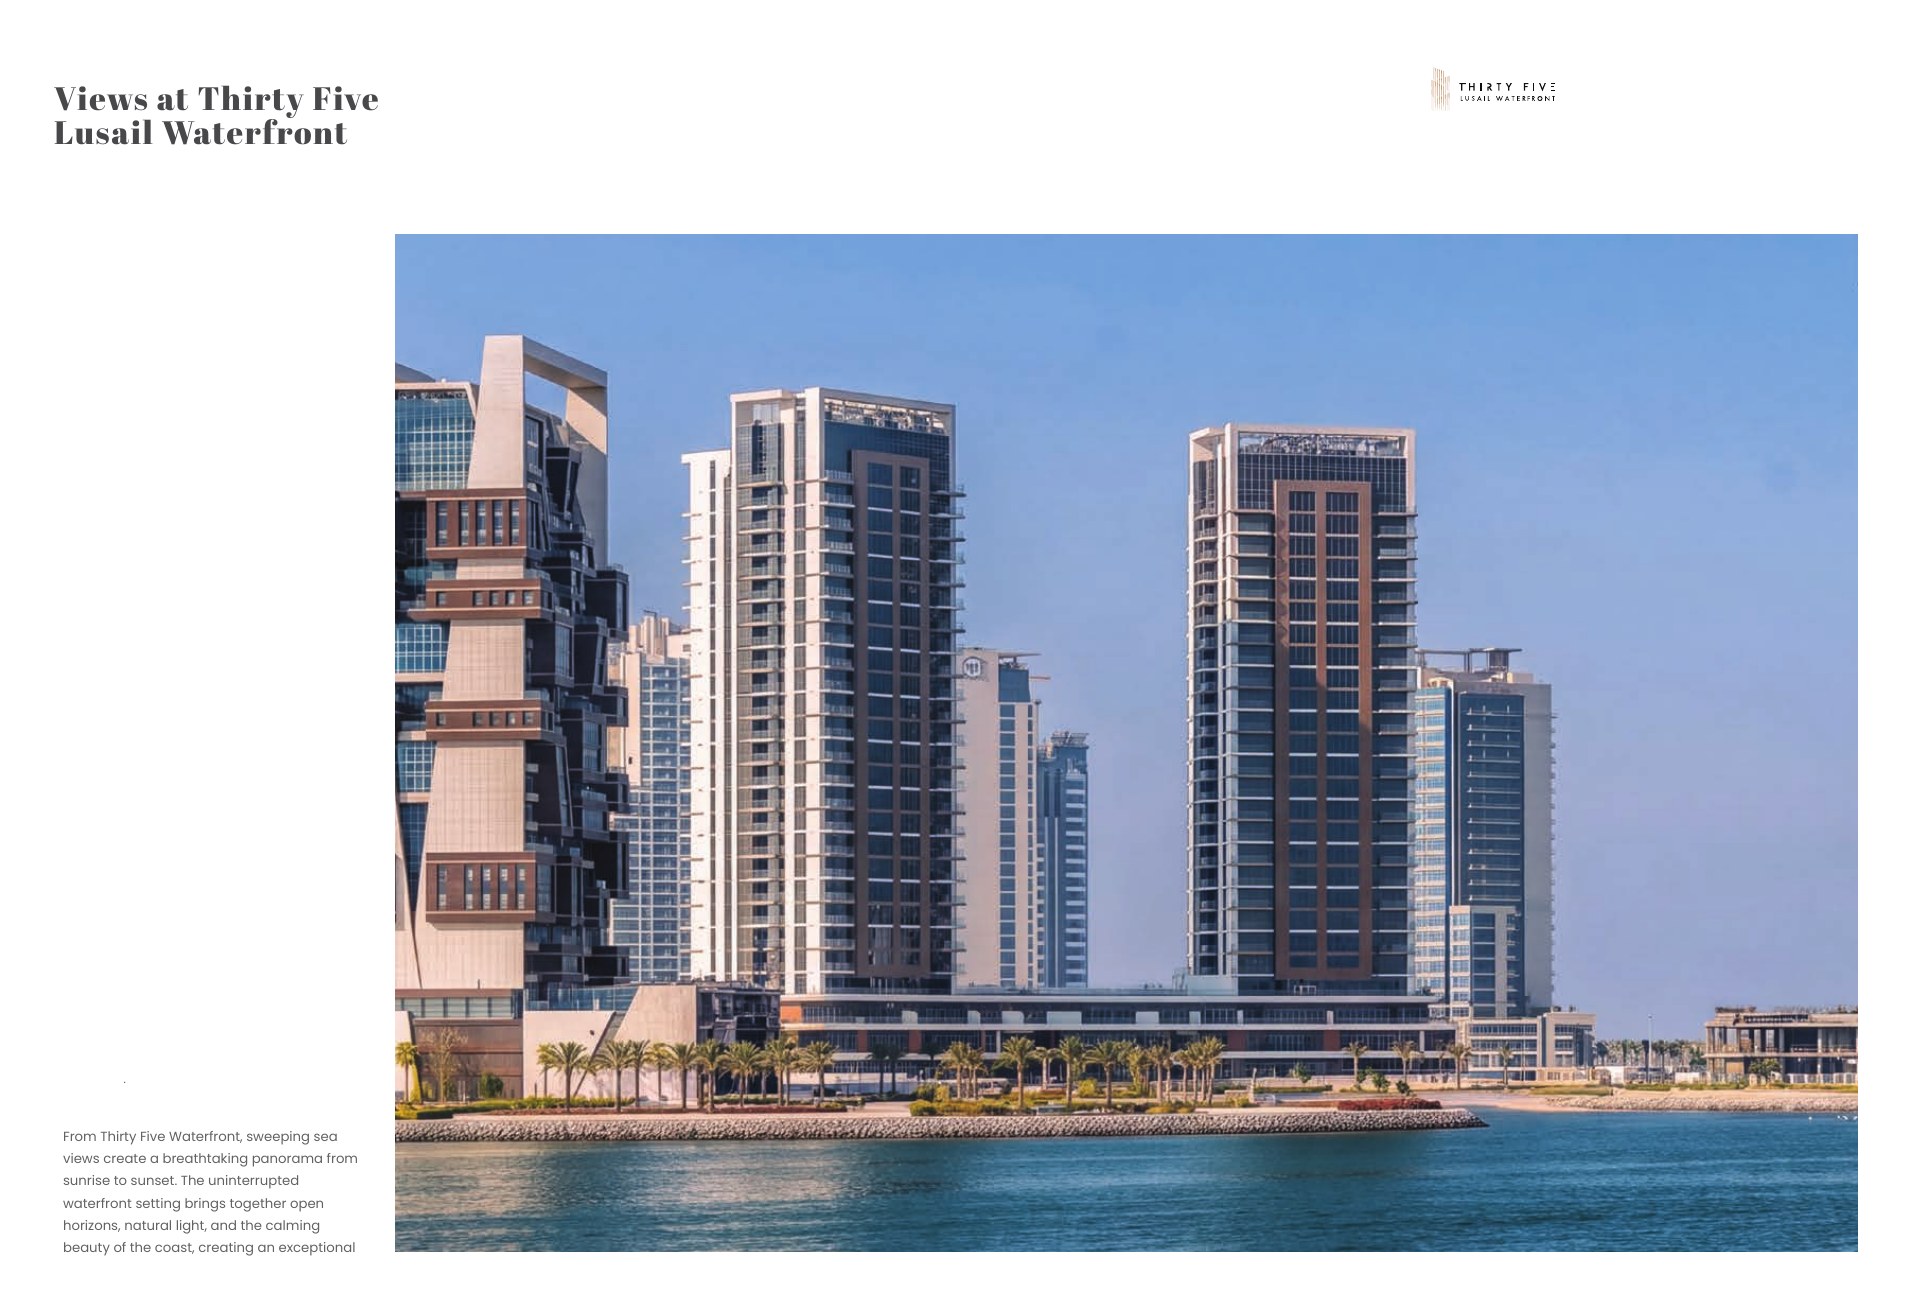 Views at Thirty Five
Lusail Waterfront
THIRTY FIVE
LUSAIL WATERFRONT
.
From Thirty Five Waterfront, sweeping sea
views create a breathtaking panorama from
sunrise to sunset. The uninterrupted
waterfront setting brings together open
horizons, natural light, and the calming
beauty of the coast, creating an exceptional